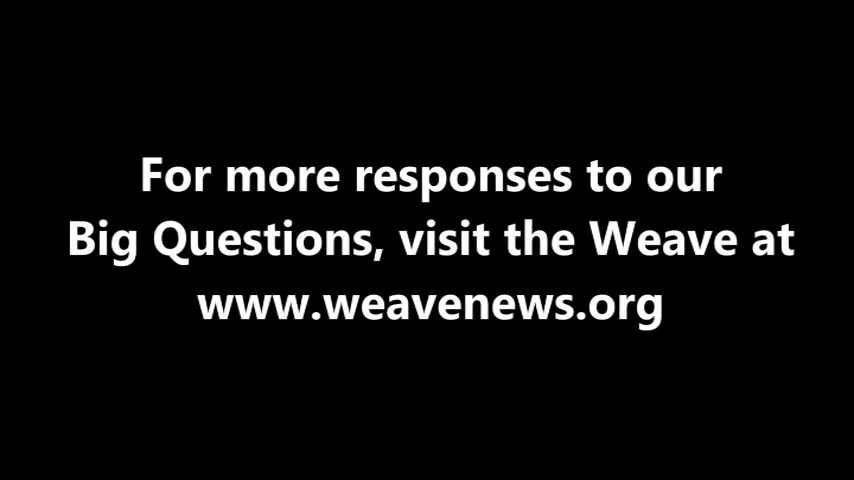 For more responses to our
Big Questions, visit the Weave at
www.weavenews.org